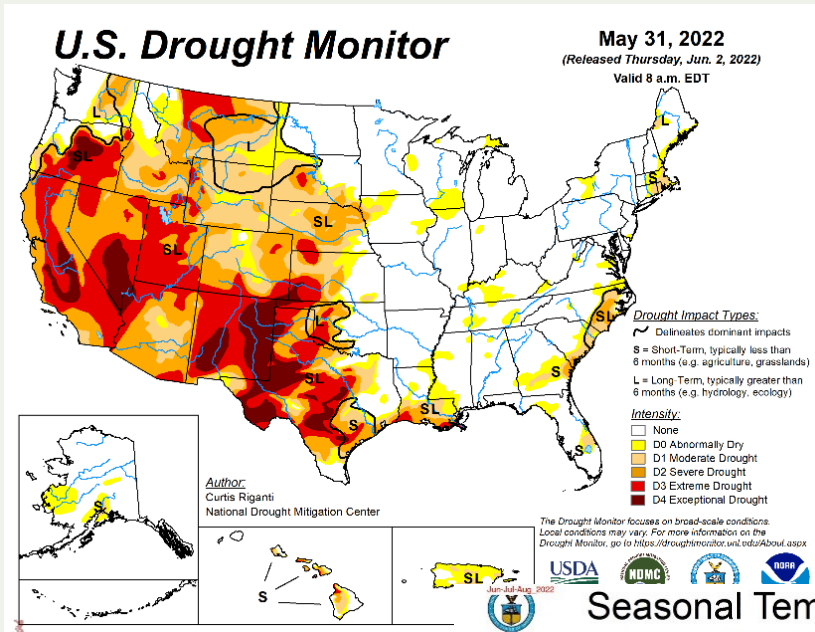 U.S. Drought Monitor
May 31, 2022
(Released Thursday, Jun. 2, 2022)
Valid 8 a.m. EDT
L
L
SL
L
S
SL
SL
SL
L
SL
S
SL
S
SL
S
S
S
SL
Drought Impact Types:
Delineates dominant impacts
S = Short-Term, typically less than
6 months (e.g. agriculture, grasslands)
L = Long-Term, typically greater than
6 months (e.g. hydrology, ecology)
Intensity:
None
D0 Abnormally Dry
D1 Moderate Drought
D2 Severe Drought
D3 Extreme Drought
D4 Exceptional Drought
Author:
Curtis Riganti
National Drought Mitigation Center
The Drought Monitor focuses on broad-scale conditions.
Local conditions may vary. For more information on the
Drought Monitor, go to https://droughtmonitor.unl.edu/About.aspx
USDA
NDMC
NOAA
Jun-Jul-Aug 2022
Seasonal Tem